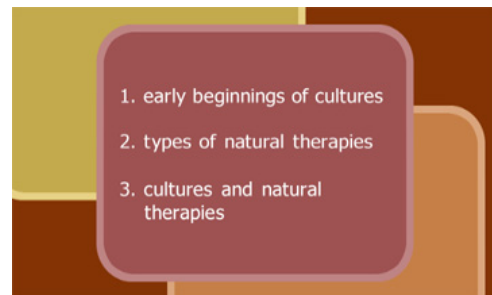 1. early beginnings of cultures
2. types of natural therapies
3. cultures and natural
therapies